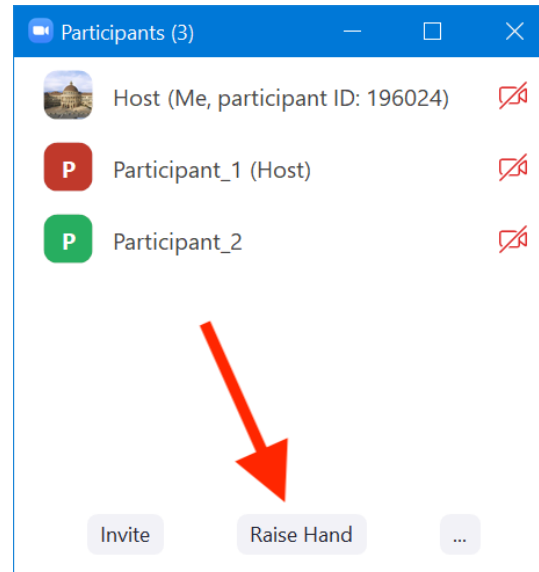 Participants (3)
Host (Me, participant ID: 196024)
P Participant_1 (Host)
P Participant_2
Invite Raise Hand ...